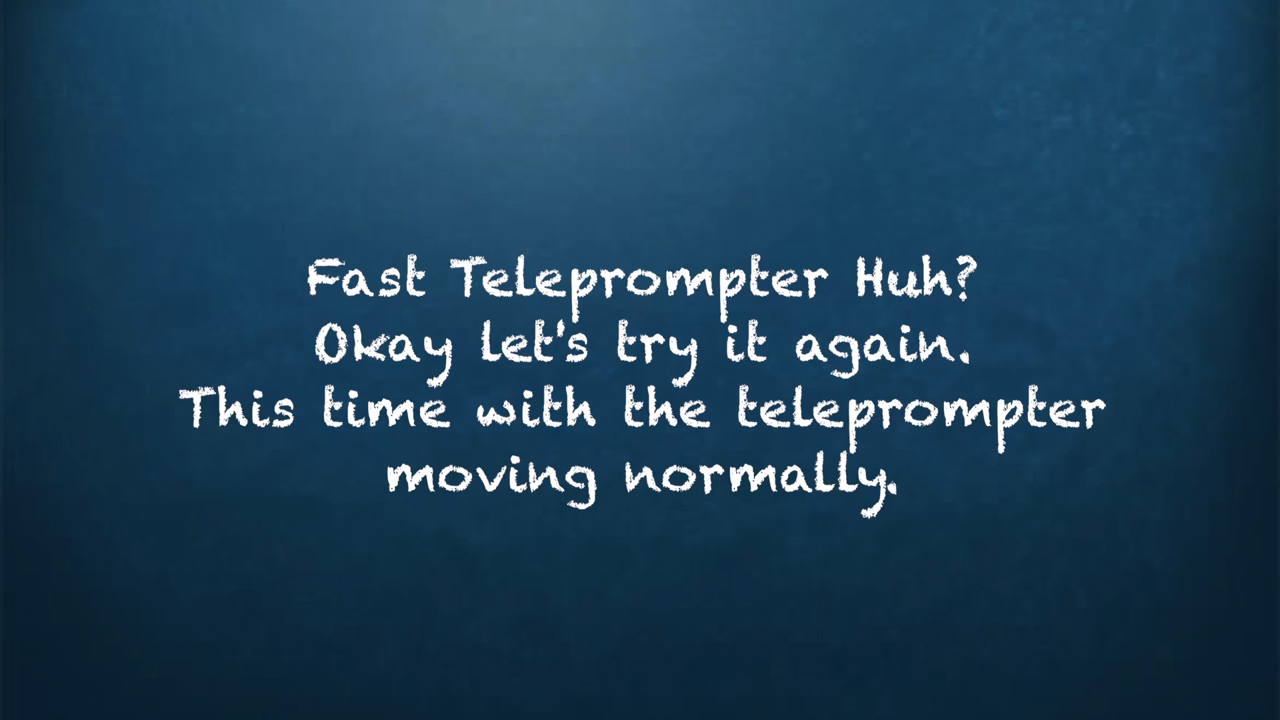 Fast Teleprompter Huh?
Okay let's try it again.
This time with the teleprompter
moving normally.